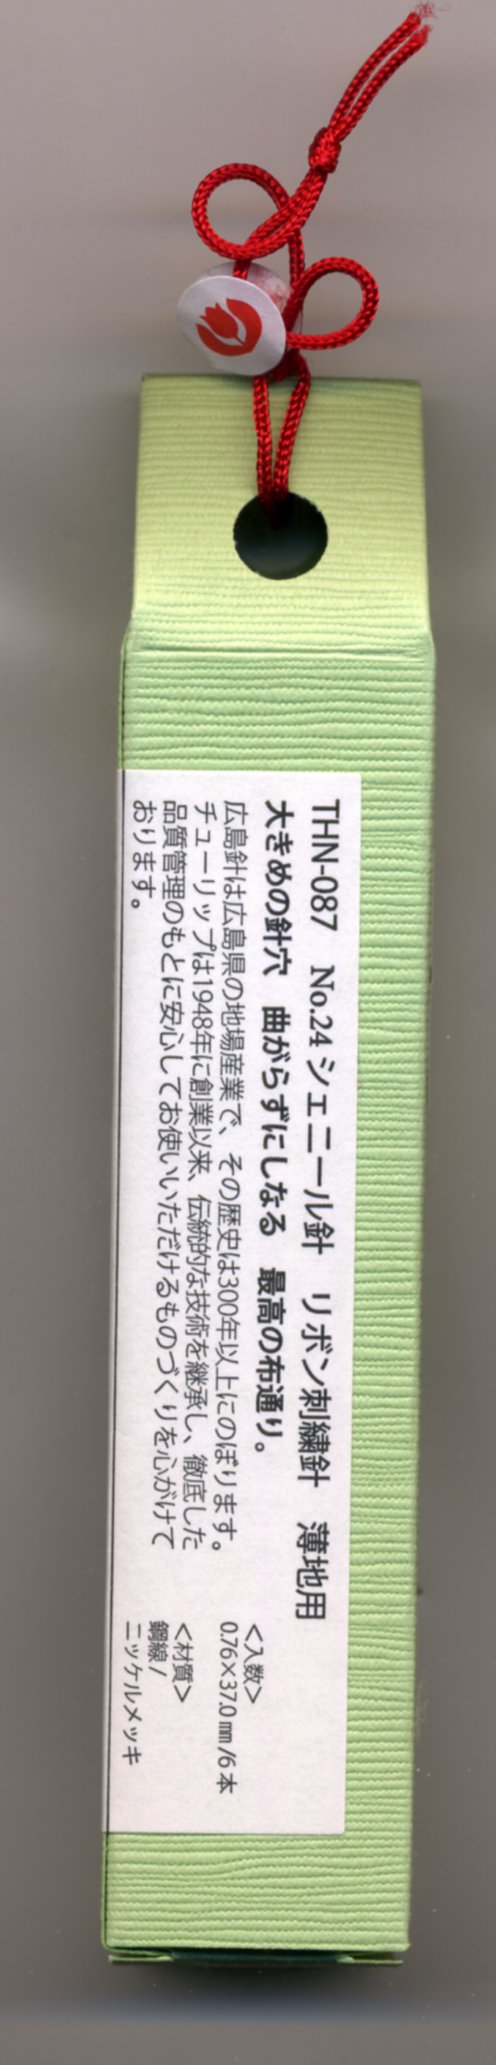 THN-087　No.24 シェニール針　リボン刺繍針　薄地用
大きめの針穴　曲がらずにしなる　最高の布通り。
広島針は広島県の地場産業で、その歴史は300年以上にのぼります。
チューリップは1948年に創業以来、伝統的な技術を継承し、徹底した
品質管理のもとに安心してお使いいただけるものづくりを心がけて
おります。
＜入数＞
0.76×37.0㎜/6本
＜材質＞
鋼線/
ニッケルメッキ